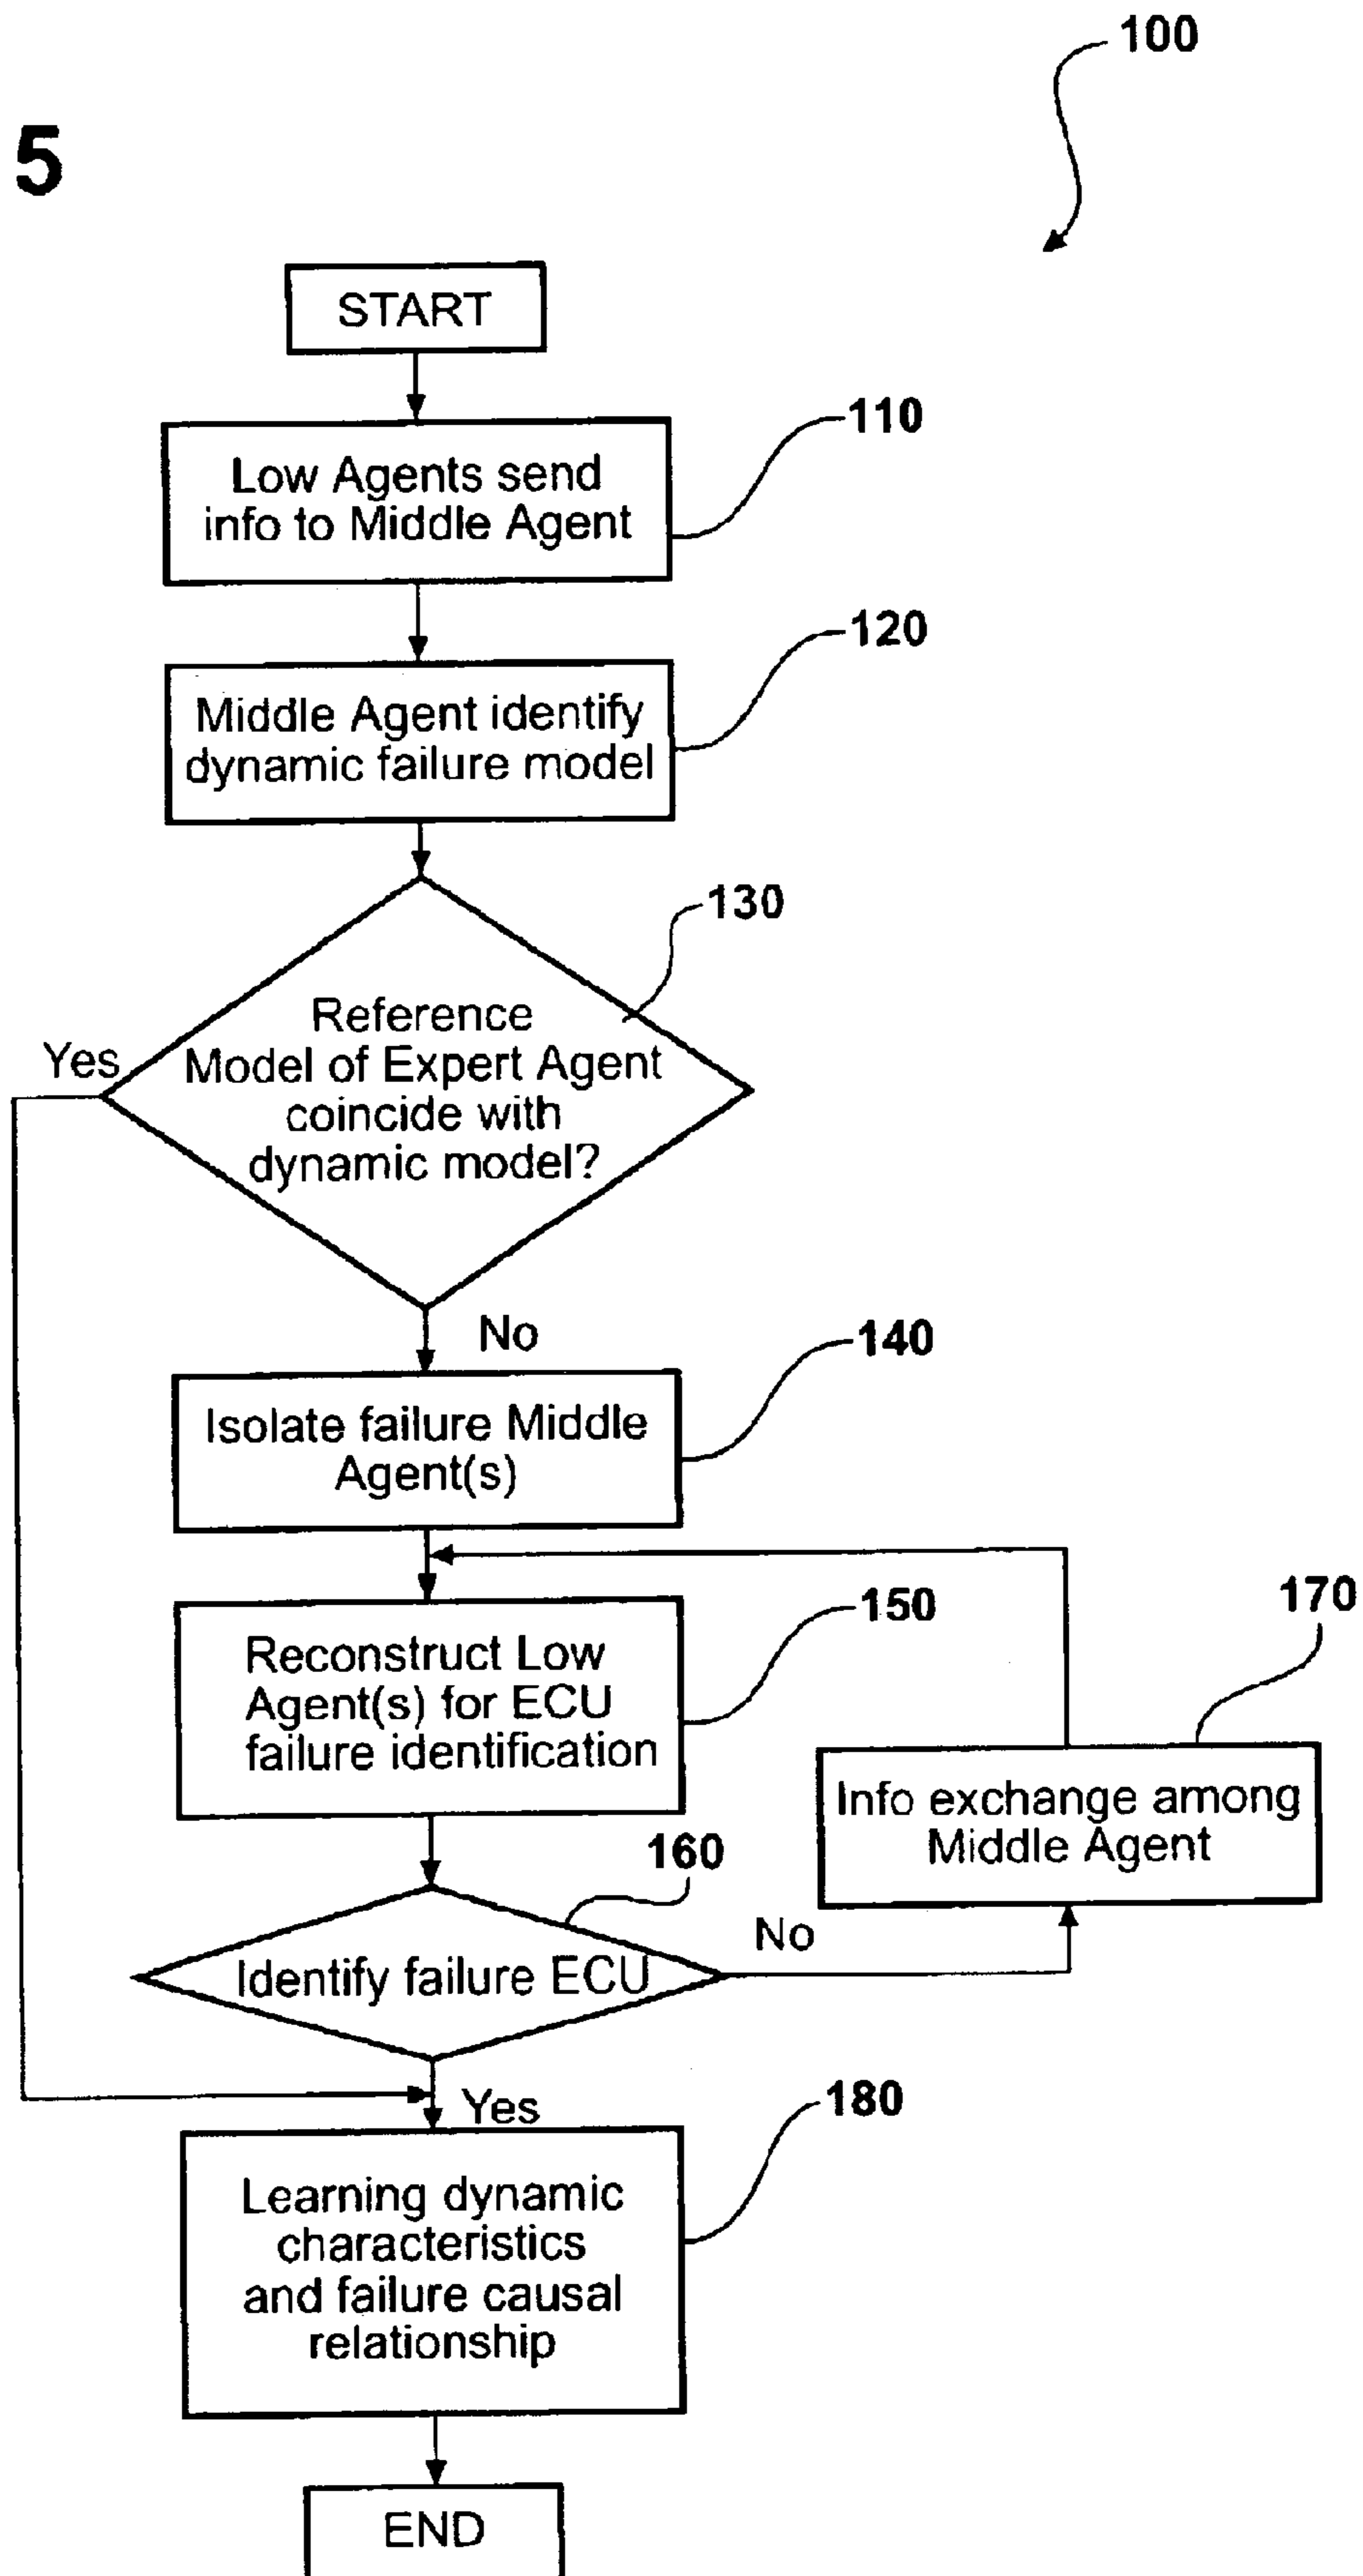 100
5
START
110
Low Agents send
info to Middle Agent
120
Middle Agent identify
dynamic failure model
130
Reference
Model of Expert Agent
coincide with
dynamic model?
Yes
No
140
Isolate failure Middle
Agent(s)
150
Reconstruct Low
Agent(s) for ECU
failure identification
170
Info exchange among
Middle Agent
160
Identify failure ECU
No
Yes
180
Learning dynamic
characteristics
and failure causal
relationship
END